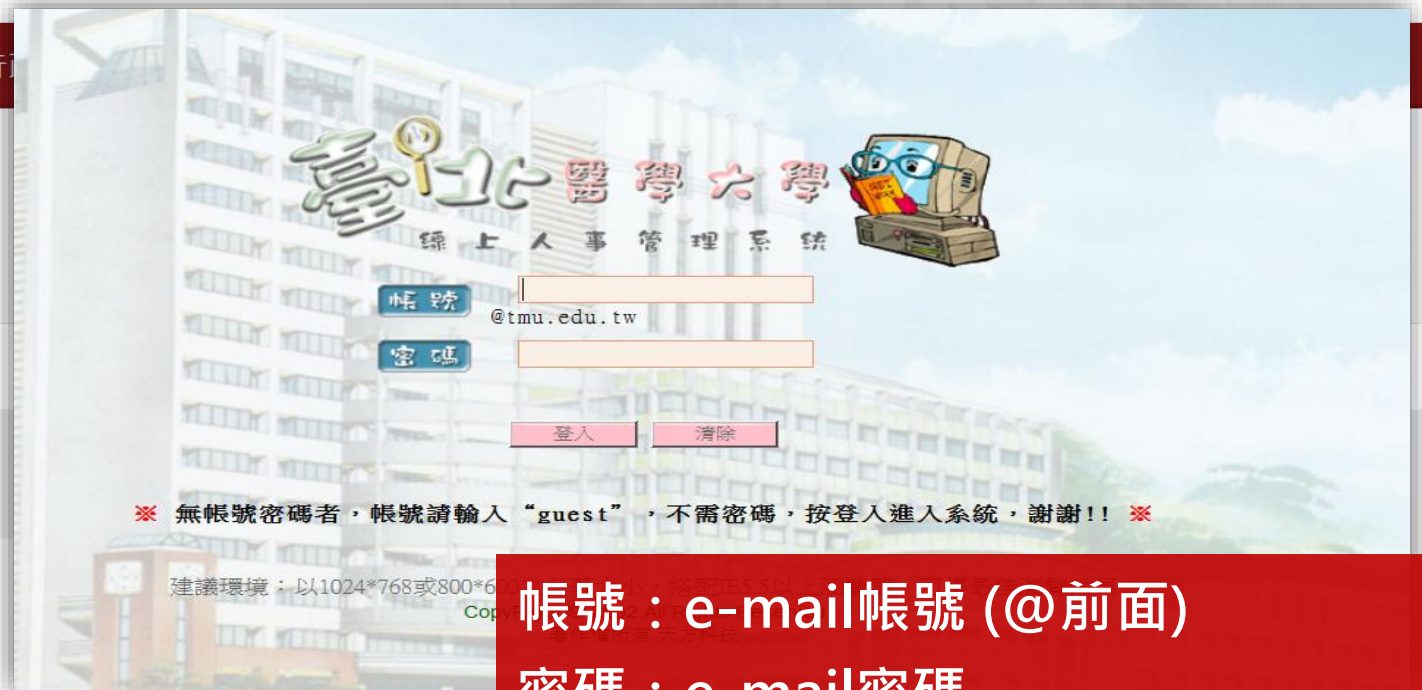 臺北醫學大學
線上人事管理系統
帳號
@tmu.edu.tw
密碼
登入 清除
※ 無帳號密碼者，帳號請輸入“guest”，不需密碼，按登入進入系統，謝謝!! ※
建議環境：以1024*768或800*6
帳號：e-mail帳號 (@前面)
密碼：e-mail密碼